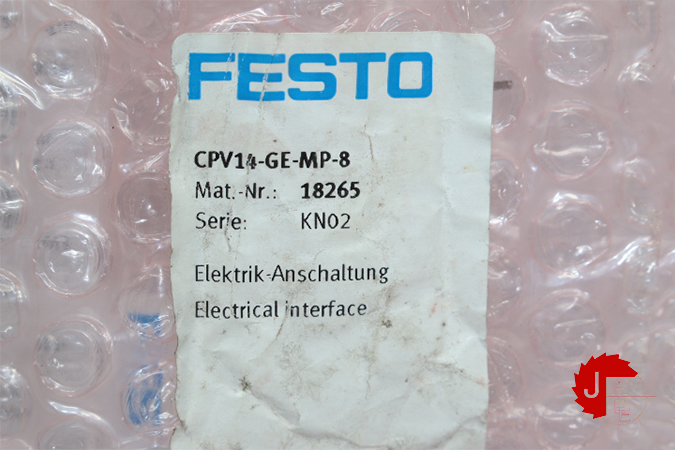 FESTO
CPV14-GE-MP-8
Mat.-Nr.: 18265
Serie: KN02
Elektrik-Anschaltung
Electrical interface
J